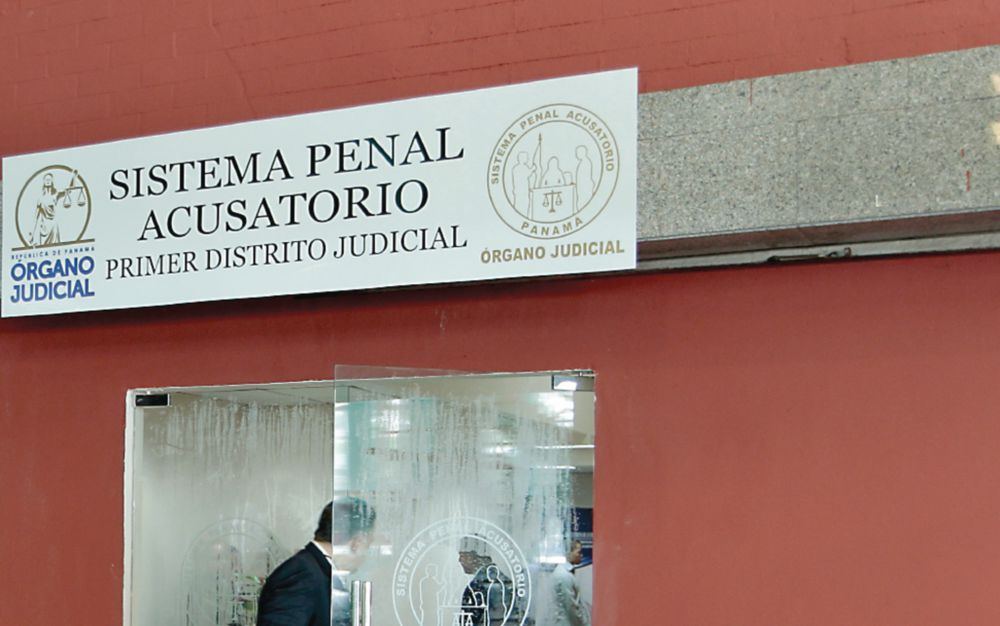 REPÚBLICA DE PANAMÁ
ÓRGANO
JUDICIAL
SISTEMA PENAL
ACUSATORIO
PRIMER DISTRITO JUDICIAL
SISTEMA PENAL ACUSATORIO
PANAMA
ÓRGANO JUDICIAL
SISTEMA PENAL ACUSATORIO